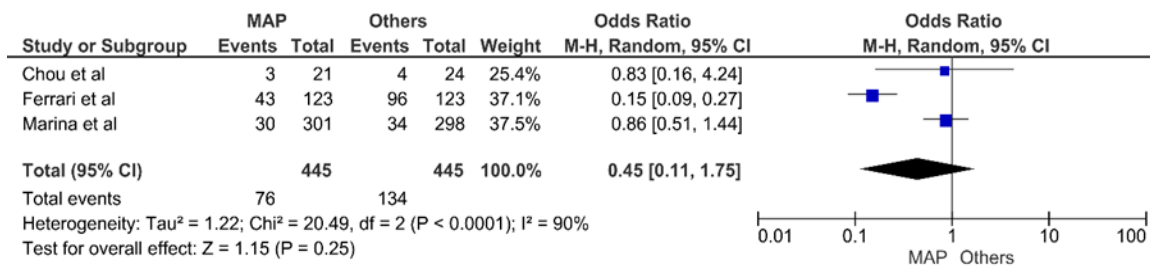 MAP Others Odds Ratio Odds Ratio
Study or Subgroup Events Total Events Total Weight M-H, Random, 95% CI M-H, Random, 95% CI
Chou et al 3 21 4 24 25.4% 0.83 [0.16, 4.24]
Ferrari et al 43 123 96 123 37.1% 0.15 [0.09, 0.27]
Marina et al 30 301 34 298 37.5% 0.86 [0.51, 1.44]
Total (95% CI) 445 445 100.0% 0.45 [0.11, 1.75]
Total events 76 134
Heterogeneity: Tau² = 1.22; Chi² = 20.49, df = 2 (P < 0.0001); I² = 90%
Test for overall effect: Z = 1.15 (P = 0.25)
0.01 0.1 1 10 100
MAP Others